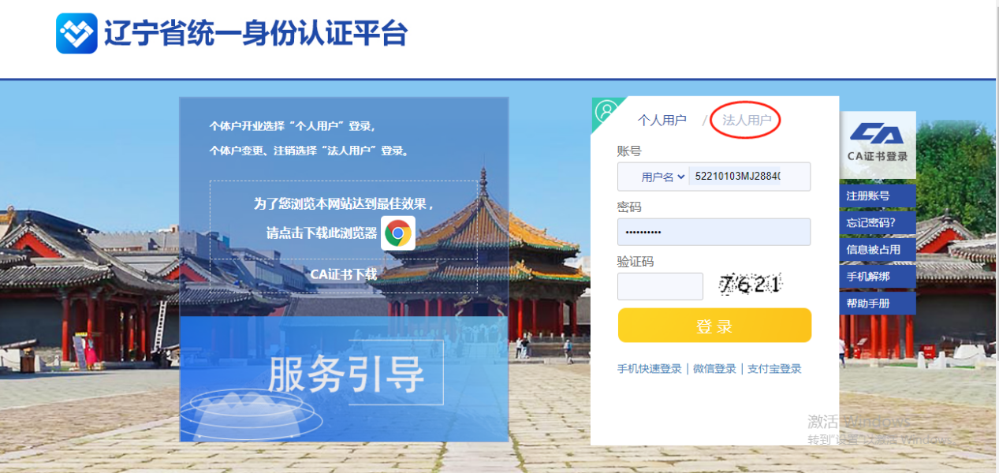 辽宁省统一身份认证平台
个体户开业选择“个人用户”登录,
个体户变更、注销选择“法人用户”登录。
为了您浏览本网站达到最佳效果,
请点击下载此浏览器
CA证书下载
服务引导
个人用户 / 法人用户
账号
用户名 52210103MJ2884
密码
••••••••••
验证码
7621
登录
手机快速登录 | 微信登录 | 支付宝登录
CA证书登录
注册账号
忘记密码?
信息被占用
手机解绑
帮助手册
激活 Windows
转到"设置"以激活 Windows